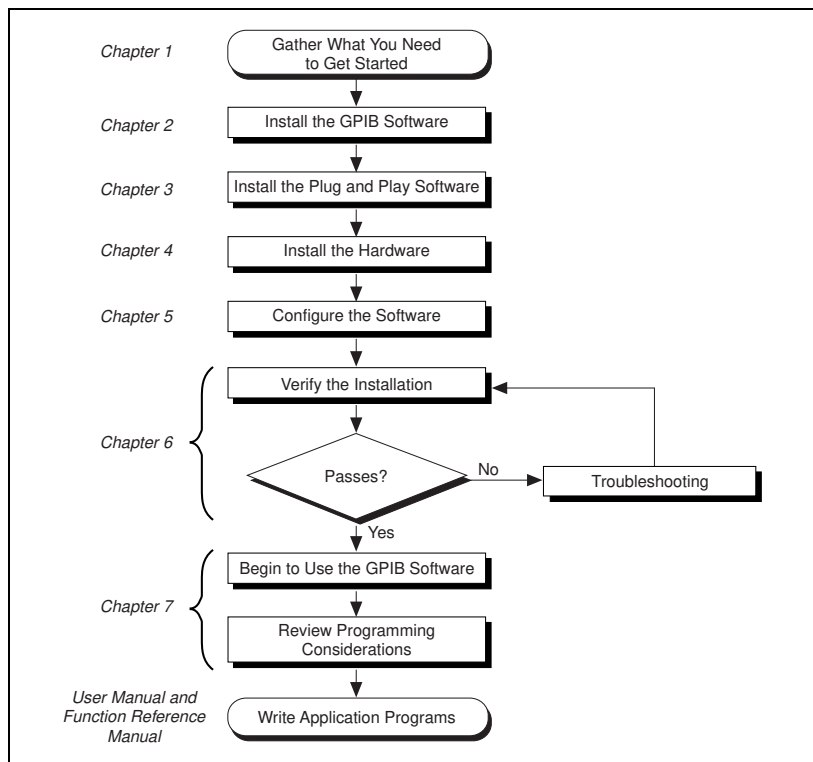 Chapter 1
Gather What You Need
to Get Started
Chapter 2
Install the GPIB Software
Chapter 3
Install the Plug and Play Software
Chapter 4
Install the Hardware
Chapter 5
Configure the Software
Chapter 6
Verify the Installation
Passes?
No
Troubleshooting
Yes
Chapter 7
Begin to Use the GPIB Software
Review Programming
Considerations
User Manual and
Function Reference
Manual
Write Application Programs